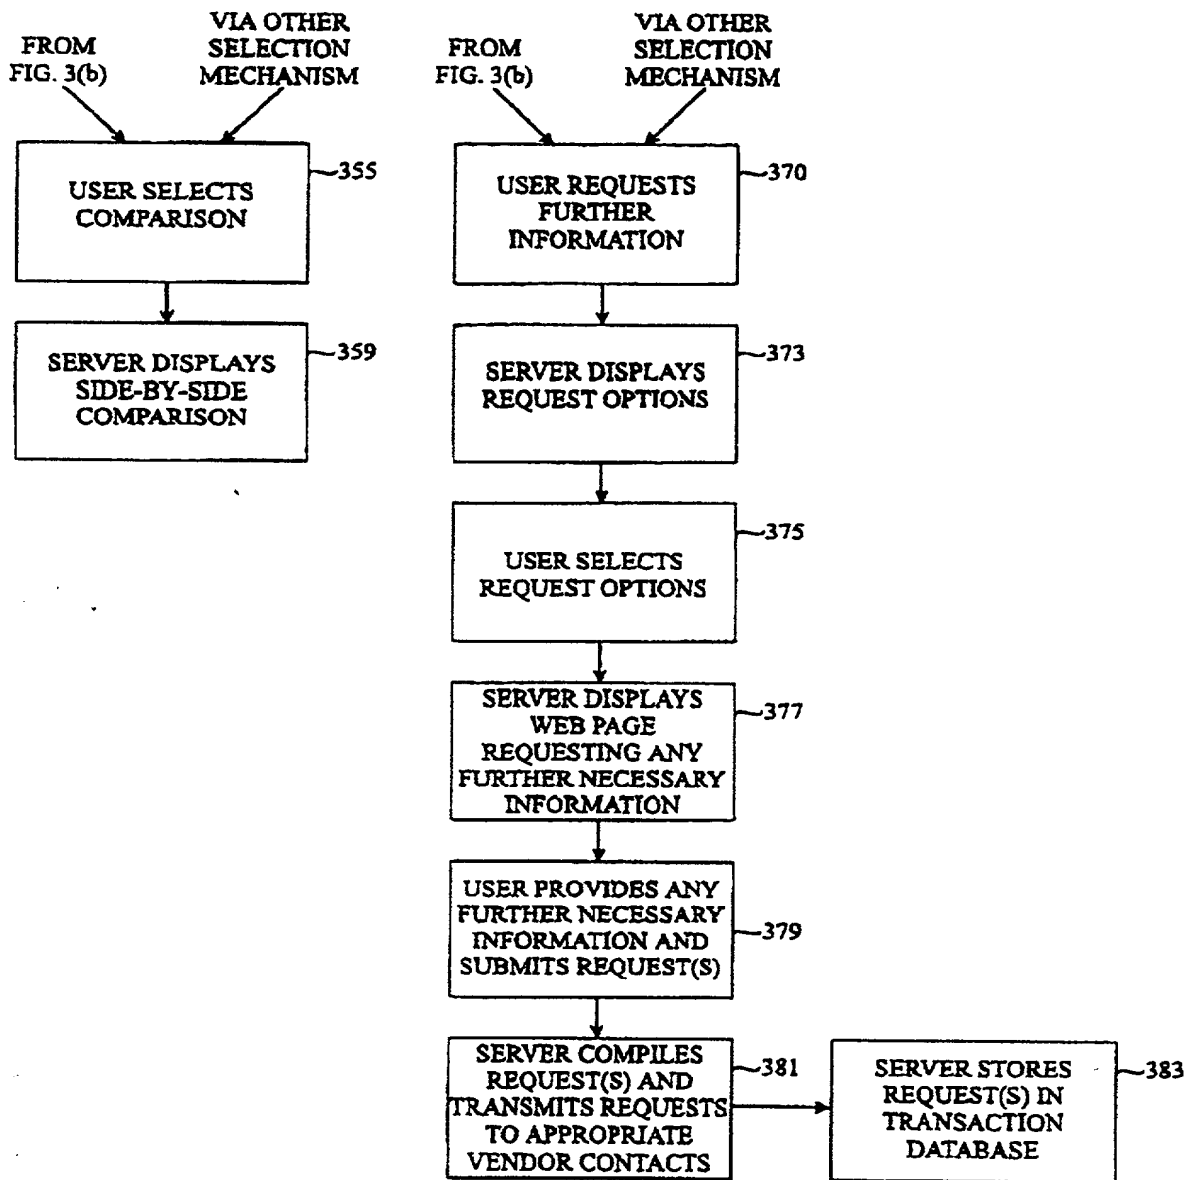 FROM
FIG. 3(b)
VIA OTHER
SELECTION
MECHANISM
355
USER SELECTS
COMPARISON
359
SERVER DISPLAYS
SIDE-BY-SIDE
COMPARISON
FROM
FIG. 3(b)
VIA OTHER
SELECTION
MECHANISM
370
USER REQUESTS
FURTHER
INFORMATION
373
SERVER DISPLAYS
REQUEST OPTIONS
375
USER SELECTS
REQUEST OPTIONS
377
SERVER DISPLAYS
WEB PAGE
REQUESTING ANY
FURTHER NECESSARY
INFORMATION
USER PROVIDES ANY
FURTHER NECESSARY
INFORMATION AND
SUBMITS REQUEST(S)
379
SERVER COMPILES
REQUEST(S) AND
TRANSMITS REQUESTS
TO APPROPRIATE
VENDOR CONTACTS
381
SERVER STORES
REQUEST(S) IN
TRANSACTION
DATABASE
383